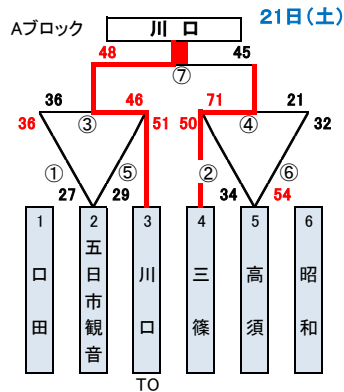 21日(土)
Aブロック
川口
48 45
⑦
36 46 71 21
36 ③ 51 50 ④ 32
① ⑤ ② ⑥
27 29 34 54
1 2 3 4 5 6
口田
五日市観音
川口
三篠
高須
昭和
TO